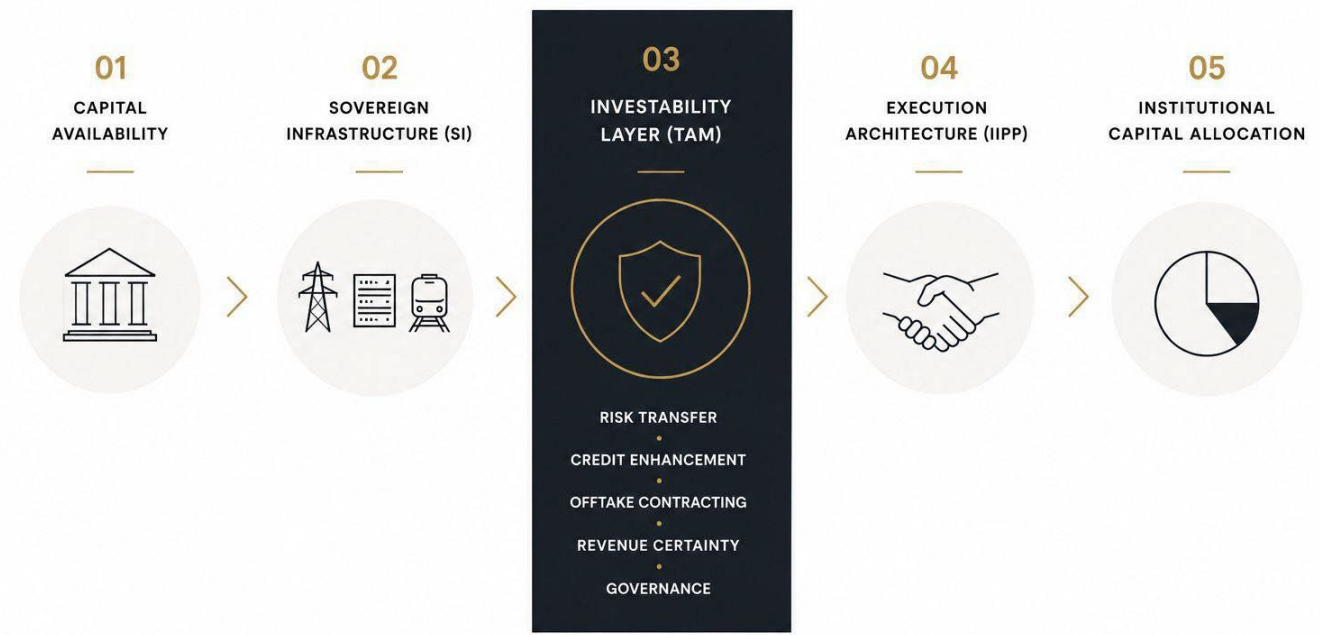 01
CAPITAL
AVAILABILITY
02
SOVEREIGN
INFRASTRUCTURE (SI)
03
INVESTABILITY
LAYER (TAM)
RISK TRANSFER
CREDIT ENHANCEMENT
OFFTAKE CONTRACTING
REVENUE CERTAINTY
GOVERNANCE
04
EXECUTION
ARCHITECTURE (IIPP)
05
INSTITUTIONAL
CAPITAL ALLOCATION